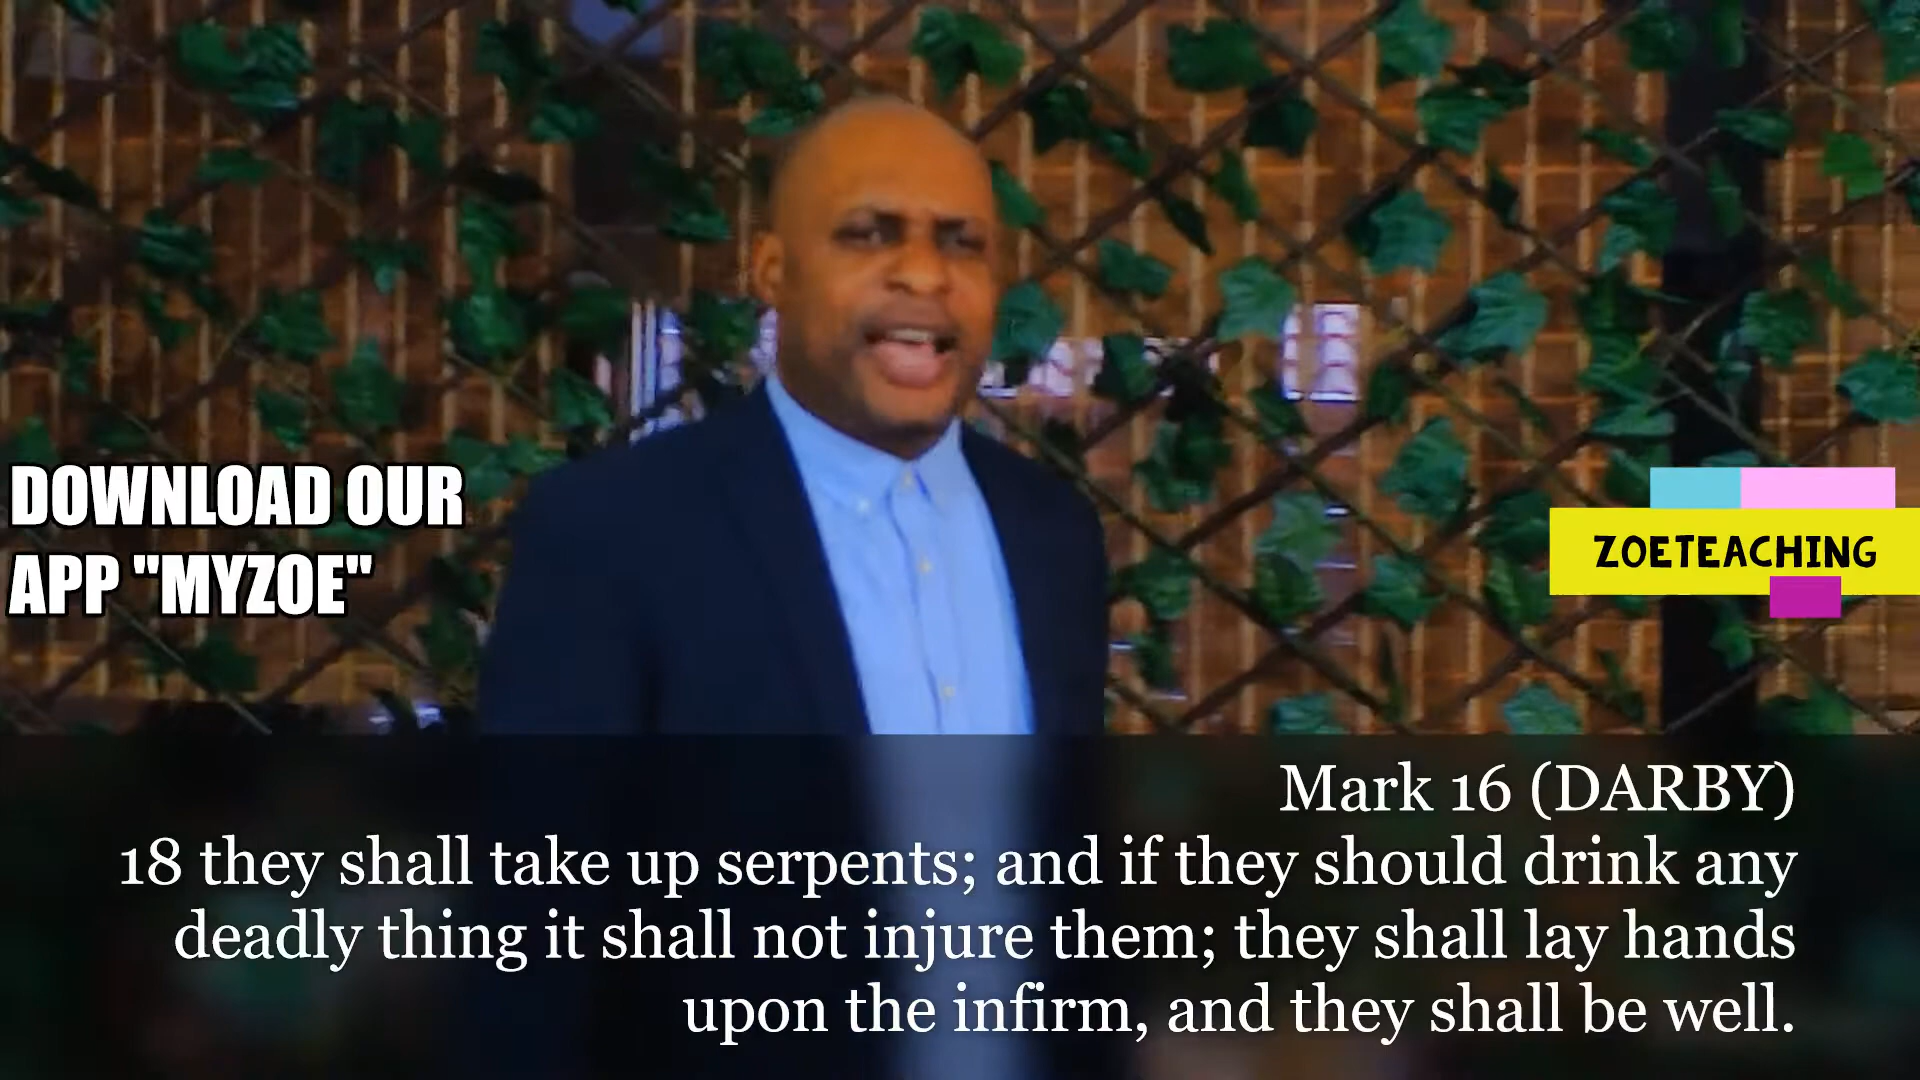 DOWNLOAD OUR
APP "MYZOE"
ZOETEACHING
Mark 16 (DARBY)
18 they shall take up serpents; and if they should drink any
deadly thing it shall not injure them; they shall lay hands
upon the infirm, and they shall be well.